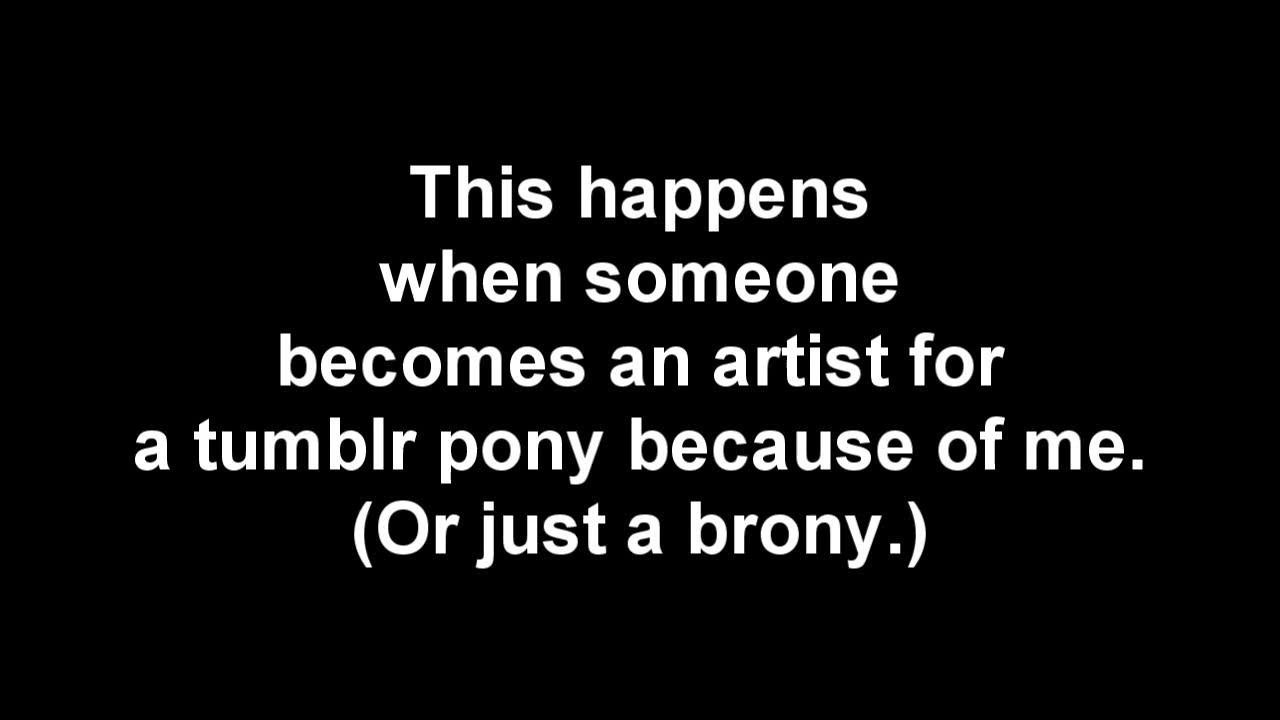 This happens
when someone
becomes an artist for
a tumblr pony because of me.
(Or just a brony.)